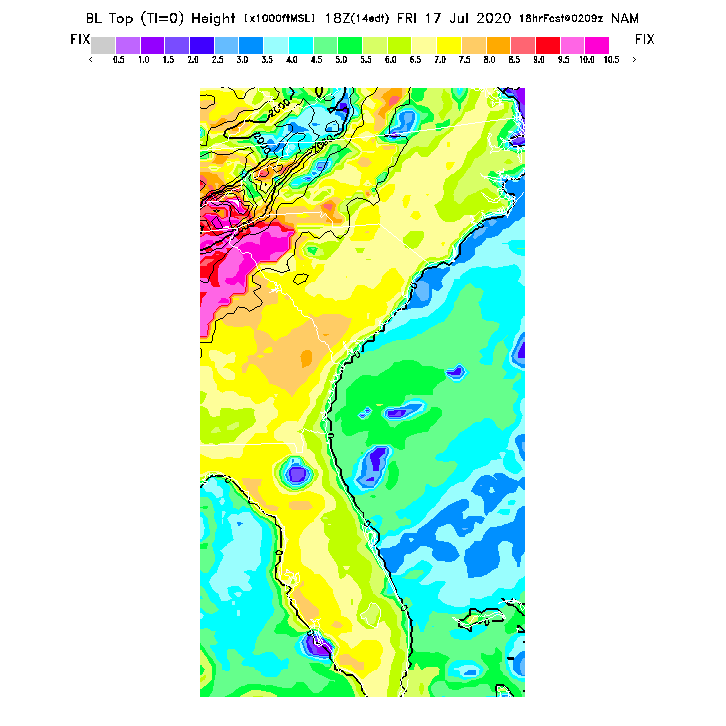 BL Top (TI=0) Height [x1000ftMSL] 18Z(14edt) FRI 17 Jul 2020 18hrFcst@0209z NAM
FIX FIX
< 0.5 1.0 1.5 2.0 2.5 3.0 3.5 4.0 4.5 5.0 5.5 6.0 6.5 7.0 7.5 8.0 8.5 9.0 9.5 10.0 10.5 <
2000
2000